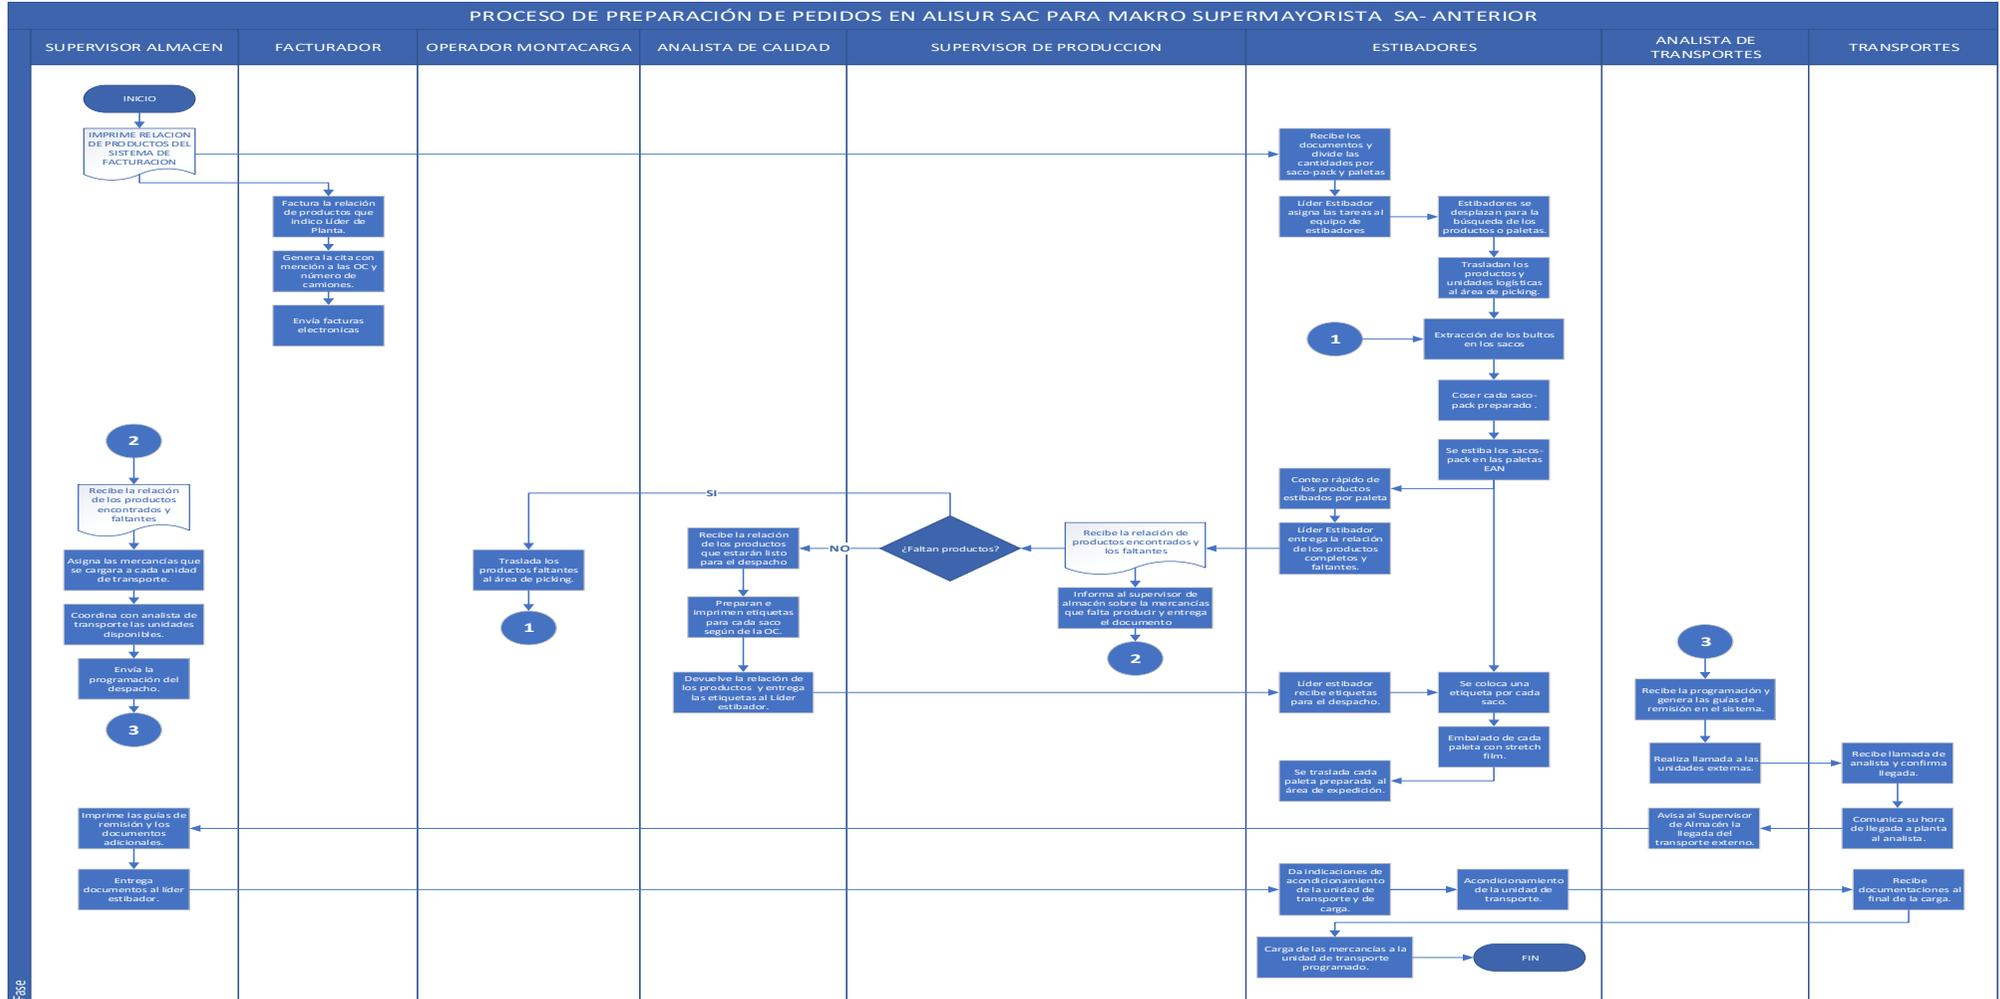 PROCESO DE PREPARACIÓN DE PEDIDOS EN ALISUR SAC PARA MAKRO SUPERMAYORISTA SA- ANTERIOR
SUPERVISOR ALMACEN
FACTURADOR
OPERADOR MONTACARGA
ANALISTA DE CALIDAD
SUPERVISOR DE PRODUCCION
ESTIBADORES
ANALISTA DE
TRANSPORTES
TRANSPORTES
INICIO
IMPRIME RELACION
DE PRODUCTOS DEL
SISTEMA DE
FACTURACION
Recibe los
documentos y
divide las
cantidades por
saco-pack y paletas
Factura la relación
de productos que
indico Líder de
Planta.
Líder Estibador
asigna las tareas al
equipo de
estibadores
Estibadores se
desplazan para la
búsqueda de los
productos o paletas.
Genera la cita con
mención a las OC y
número de
camiones.
Trasladan los
productos y
unidades logísticas
al área de picking.
Envía facturas
electronicas
1
Extracción de los bultos
en los sacos
Coser cada saco-
pack preparado .
2
Se estiba los sacos-
pack en las paletas
EAN
Recibe la relación
de los productos
encontrados y
faltantes
SI
Conteo rápido de
los productos
estibados por paleta
Asigna las mercancías que
se cargara a cada unidad
de transporte.
Traslada los
productos faltantes
al área de picking.
Recibe la relación
de los productos
que estarán listo
para el despacho
NO
¿Faltan productos?
Recibe la relación de
productos encontrados y
los faltantes
Líder Estibador
entrega la relación
de los productos
completos y
faltantes.
Coordina con analista de
transporte las unidades
disponibles.
1
Preparan e
imprimen etiquetas
para cada saco
según de la OC.
Informa al supervisor de
almacén sobre la mercancías
que falta producir y entrega
el documento
2
3
Envía la
programación del
despacho.
3
Devuelve la relación de
los productos y entrega
las etiquetas al Líder
estibador.
Líder estibador
recibe etiquetas
para el despacho.
Se coloca una
etiqueta por cada
saco.
Recibe la programación y
genera las guías de
remisión en el sistema.
Embalado de cada
paleta con stretch
film.
Realiza llamada a las
unidades externas.
Recibe llamada de
analista y confirma
llegada.
Se traslada cada
paleta preparada al
área de expedición.
Imprime las guías de
remisión y los
documentos
adicionales.
Avisa al Supervisor
de Almacén la
llegada del
transporte externo.
Comunica su hora
de llegada a planta
al analista.
Entrega
documentos al líder
estibador.
Da indicaciones de
acondicionamiento
de la unidad de
transporte y de
carga.
Acondicionamiento
de la unidad de
transporte.
Recibe
documentaciones al
final de la carga.
Carga de las mercancías a la
unidad de transporte
programado.
FIN
Fase